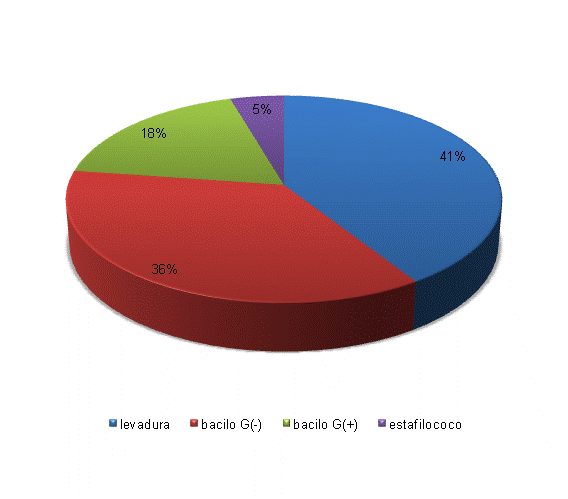 5%
18%
41%
36%
levadura bacilo G(-) bacilo G(+) estafilococo